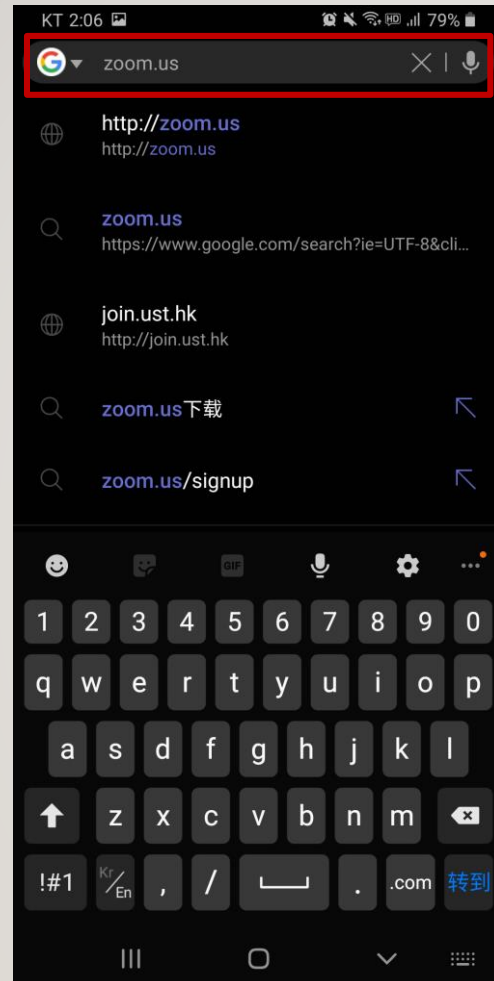 KT 2:06 HD 79%
zoom.us
http://zoom.us
http://zoom.us
zoom.us
https://www.google.com/search?ie=UTF-8&cli...
join.ust.hk
http://join.ust.hk
zoom.us下载
zoom.us/signup
GIF
1 2 3 4 5 6 7 8 9 0
q w e r t y u i o p
a s d f g h j k l
z x c v b n m
!#1 Kr/En , / . .com 转到